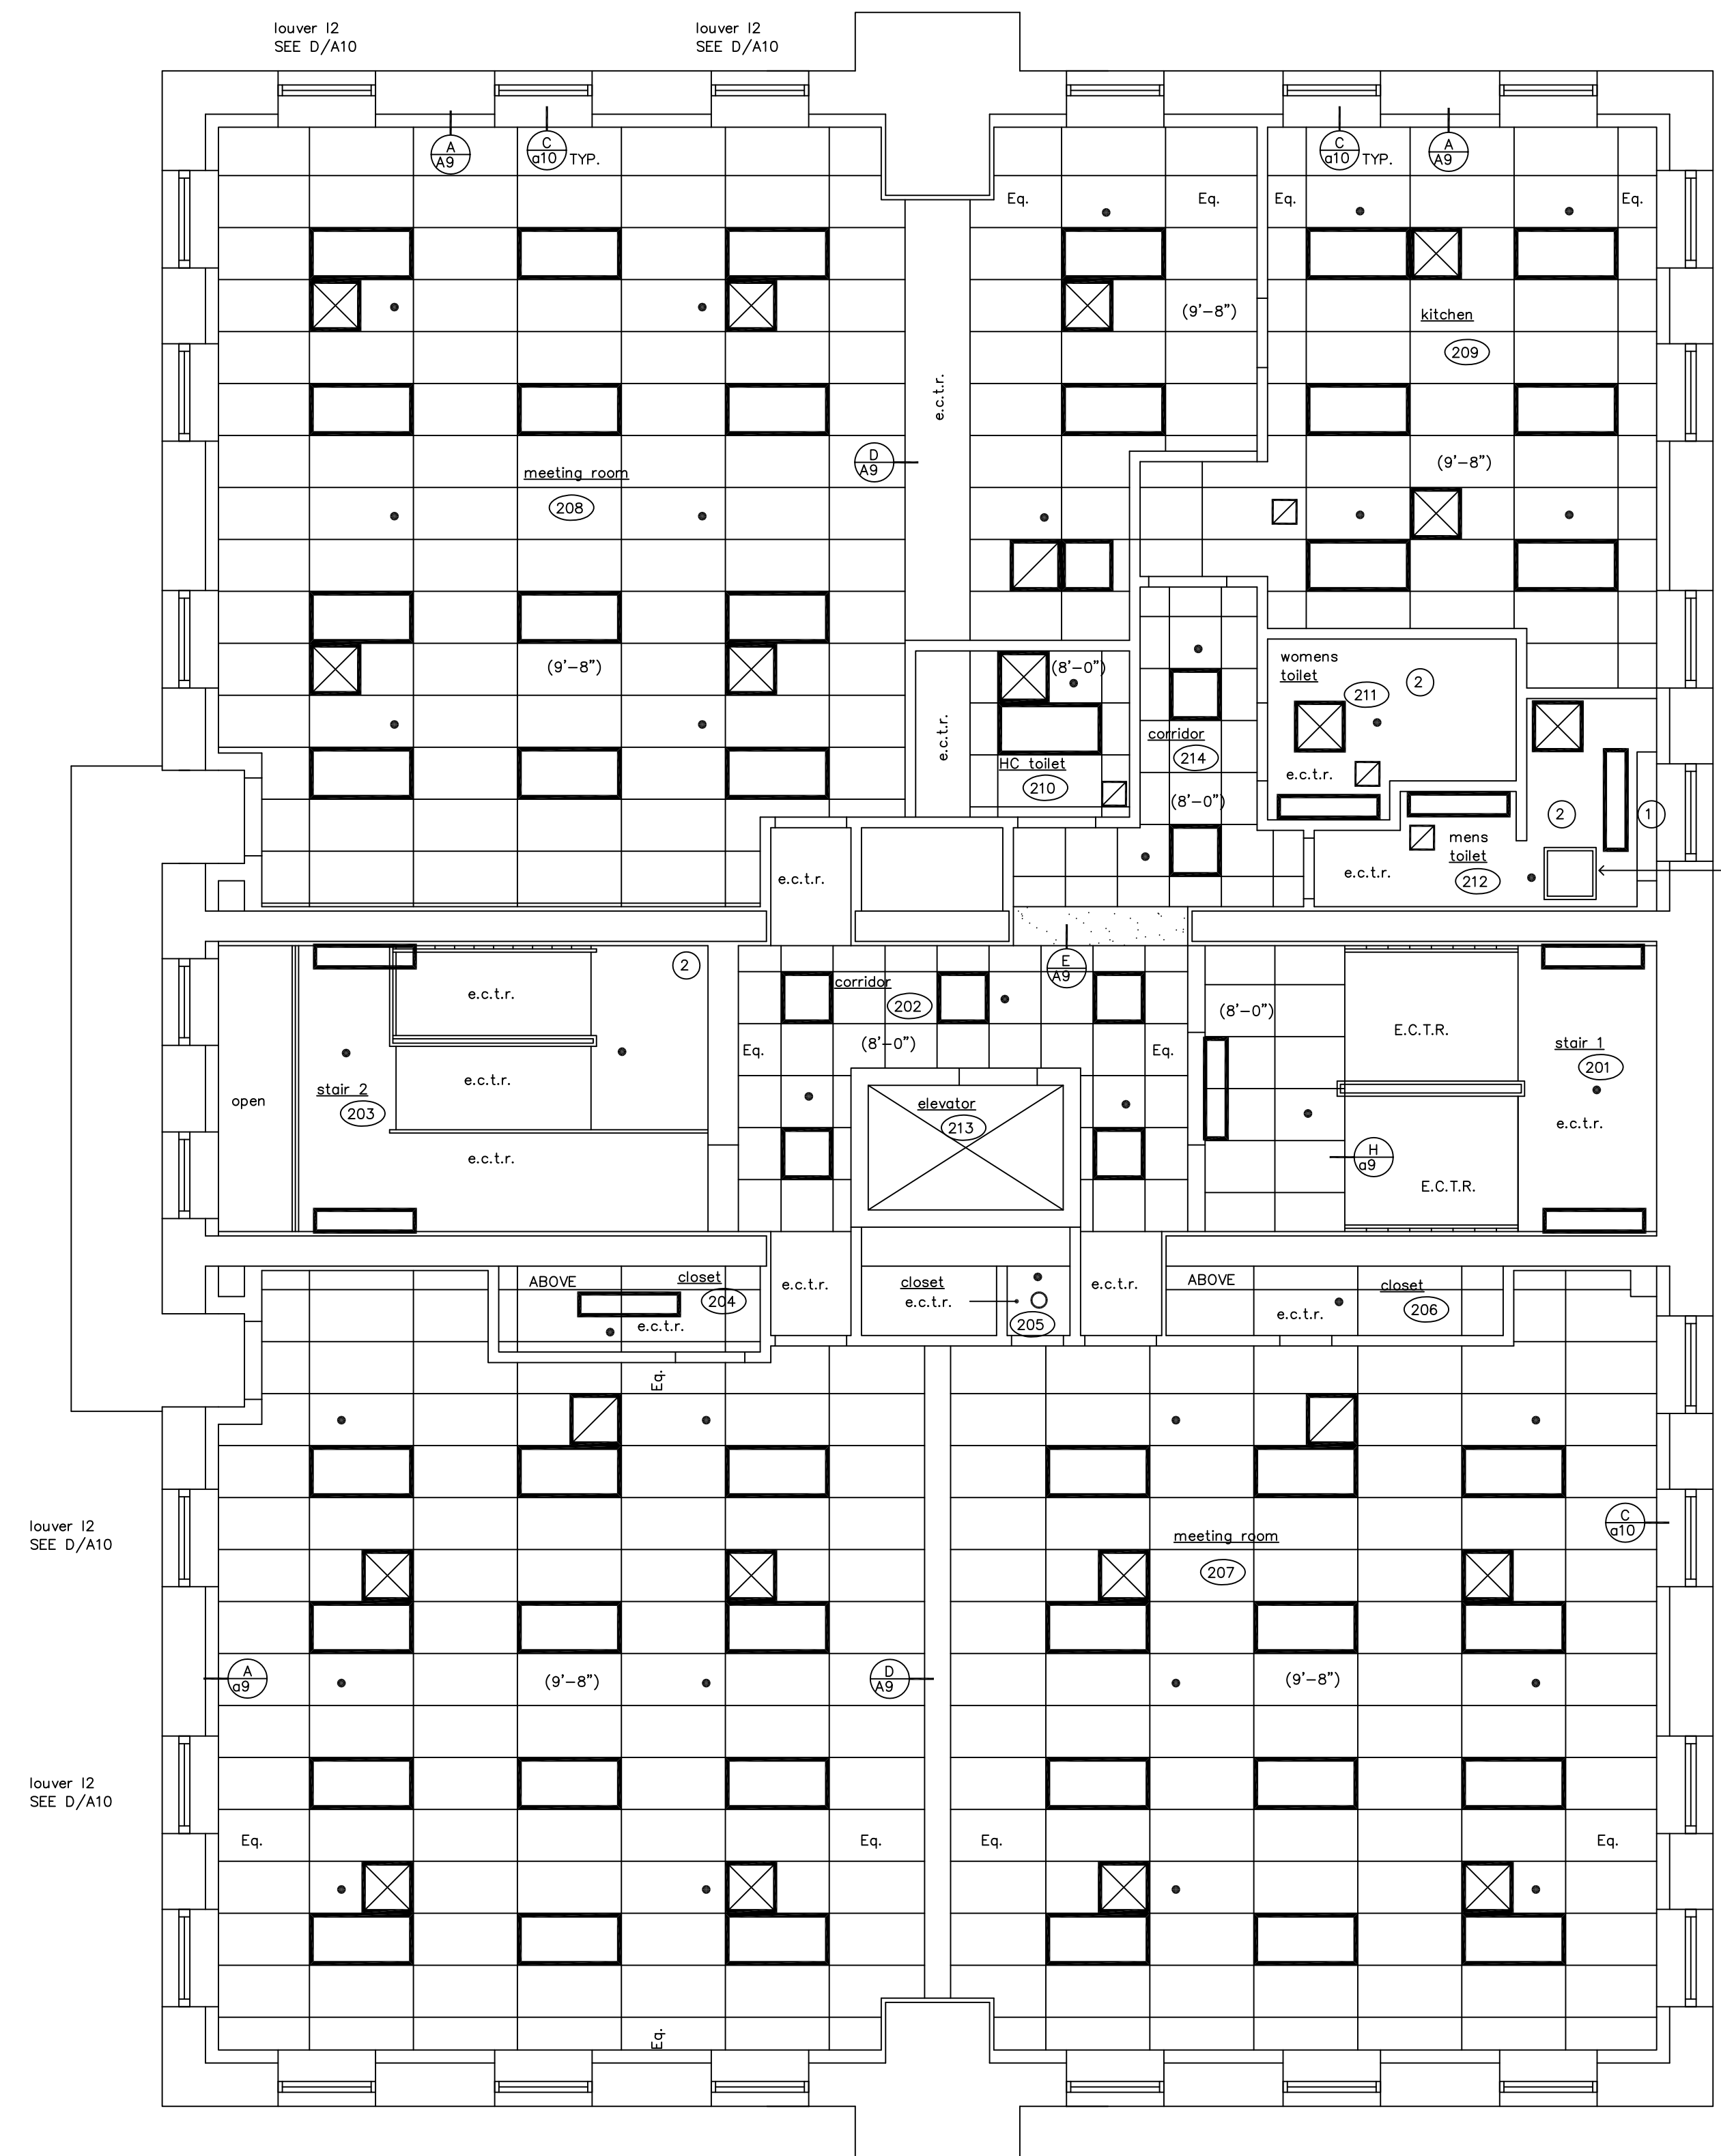 louver l2
SEE D/A10
louver l2
SEE D/A10
A
A9
C
a10
TYP.
C
a10
TYP.
A
A9
Eq.
Eq.
Eq.
Eq.
(9'-8")
kitchen
209
e.c.t.r.
D
A9
(9'-8")
meeting room
208
(9'-8")
(8'-0")
womens
toilet
211
2
e.c.t.r.
corridor
214
HC toilet
210
e.c.t.r.
(8'-0")
2
1
mens
toilet
212
e.c.t.r.
e.c.t.r.
2
E
A9
e.c.t.r.
corridor
202
(8'-0")
E.C.T.R.
(8'-0")
Eq.
Eq.
stair 1
201
e.c.t.r.
stair 2
203
open
elevator
213
e.c.t.r.
e.c.t.r.
H
a9
E.C.T.R.
ABOVE
closet
204
e.c.t.r.
e.c.t.r.
closet
e.c.t.r.
205
e.c.t.r.
ABOVE
closet
206
e.c.t.r.
Eq.
louver l2
SEE D/A10
C
a10
meeting room
207
A
a9
(9'-8")
D
A9
(9'-8")
louver l2
SEE D/A10
Eq.
Eq.
Eq.
Eq.
Eq.